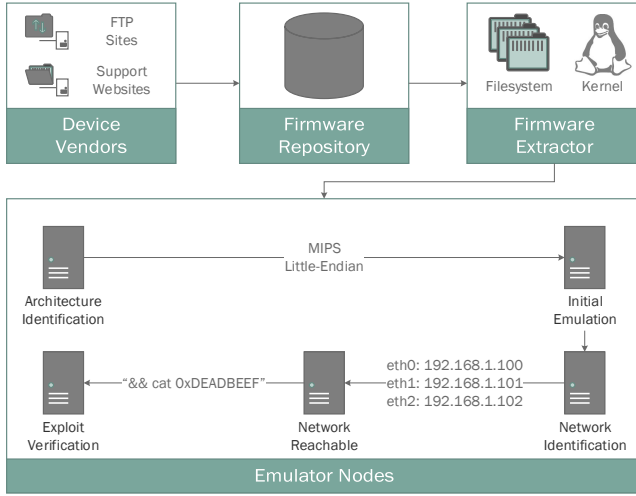 FTP
Sites
Support
Websites
Device
Vendors
Firmware
Repository
Filesystem
Kernel
Firmware
Extractor
MIPS
Little-Endian
Architecture
Identification
Initial
Emulation
"&& cat 0xDEADBEEF"
eth0: 192.168.1.100
eth1: 192.168.1.101
eth2: 192.168.1.102
Exploit
Verification
Network
Reachable
Network
Identification
Emulator Nodes